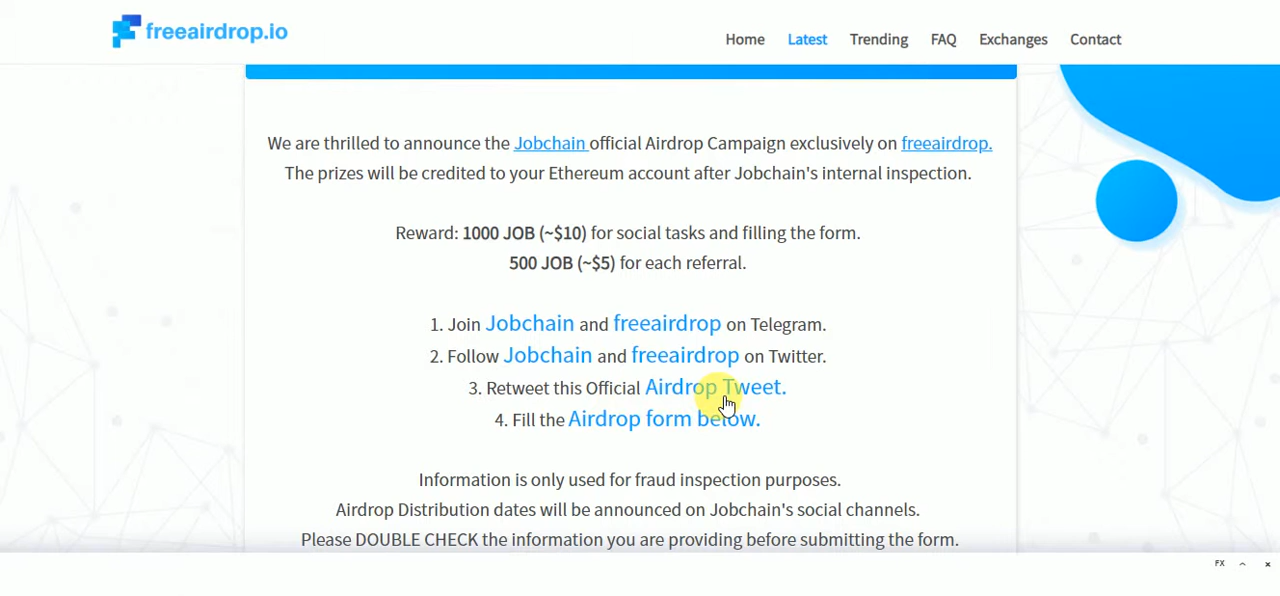 freeairdrop.io
Home Latest Trending FAQ Exchanges Contact
We are thrilled to announce the Jobchain official Airdrop Campaign exclusively on freeairdrop.
The prizes will be credited to your Ethereum account after Jobchain's internal inspection.
Reward: 1000 JOB (~$10) for social tasks and filling the form.
500 JOB (~$5) for each referral.
1. Join Jobchain and freeairdrop on Telegram.
2. Follow Jobchain and freeairdrop on Twitter.
3. Retweet this Official Airdrop Tweet.
4. Fill the Airdrop form below.
Information is only used for fraud inspection purposes.
Airdrop Distribution dates will be announced on Jobchain's social channels.
Please DOUBLE CHECK the information you are providing before submitting the form.
FX